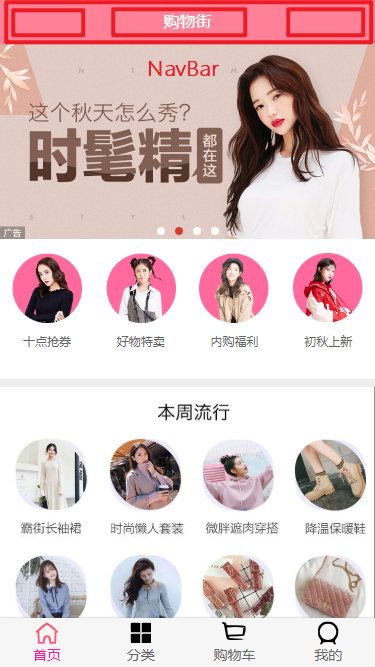 购物街
N T M
NavBar
这个秋天怎么秀？
时髦精
都在这
S T Y L
广告
十点抢券
好物特卖
内购福利
初秋上新
本周流行
霸街长袖裙
时尚懒人套装
微胖遮肉穿搭
降温保暖鞋
首页
分类
购物车
我的